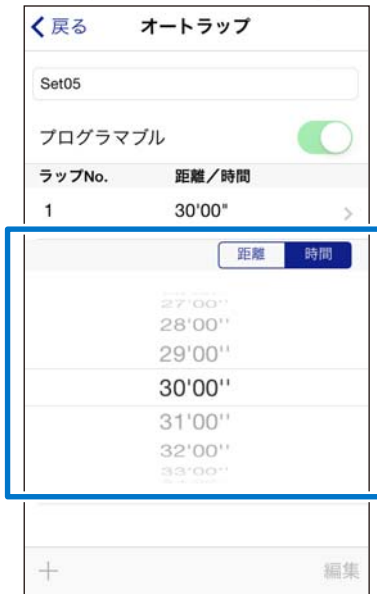 戻る オートラップ
Set05
プログラマブル
ラップNo. 距離／時間
1 30'00"
距離 時間
27'00''
28'00''
29'00''
30'00''
31'00''
32'00''
33'00''
＋ 編集